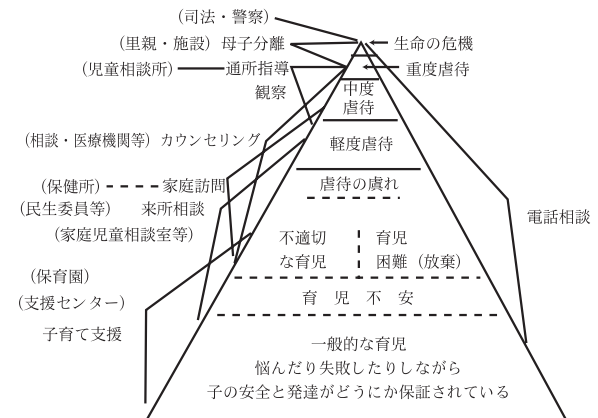 （司法・警察）
（里親・施設）母子分離
生命の危機
（児童相談所）
通所指導
重度虐待
観察
中度
虐待
（相談・医療機関等）カウンセリング
軽度虐待
（保健所）
家庭訪問
虐待の虞れ
（民生委員等）
来所相談
電話相談
（家庭児童相談室等）
不適切
な育児
育児
困難（放棄）
（保育園）
（支援センター）
育児不安
子育て支援
一般的な育児
悩んだり失敗したりしながら
子の安全と発達がどうにか保証されている